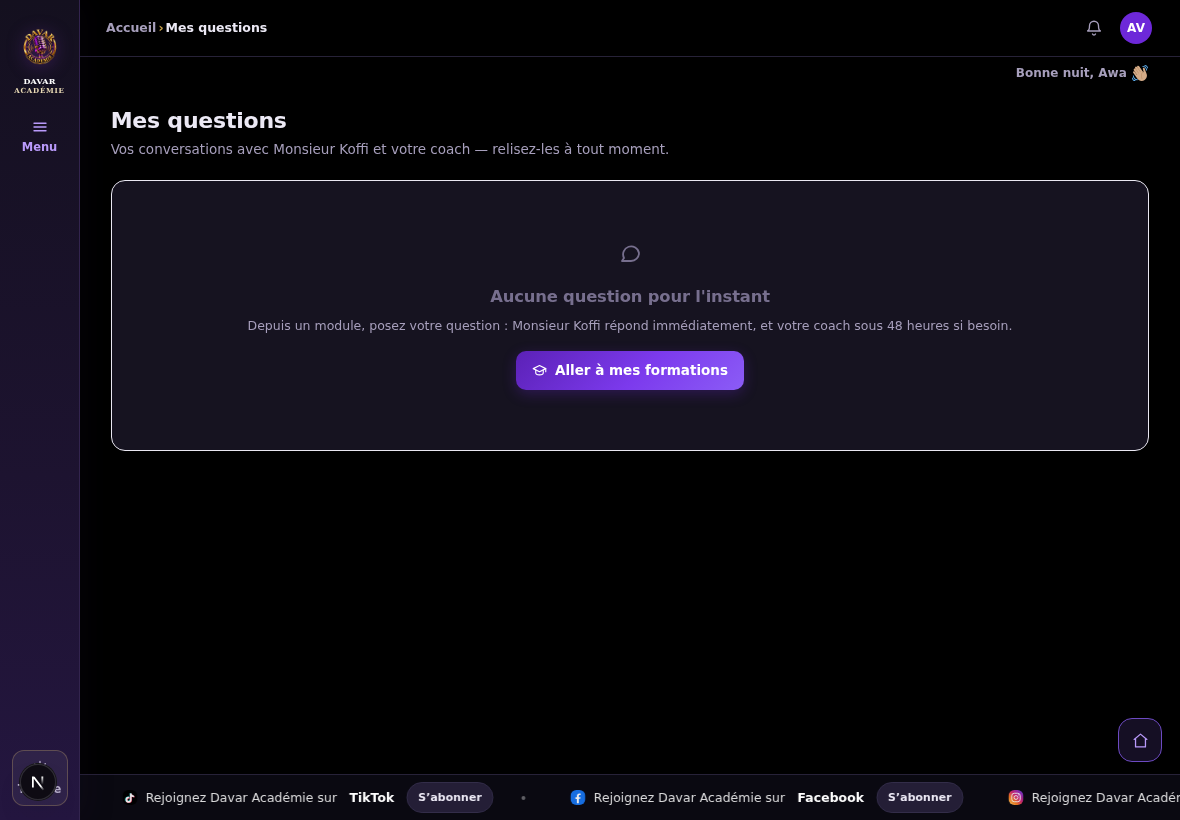 DAVAR
ACADÉMIE
Menu
Accueil › Mes questions
AV
Bonne nuit, Awa 👋🏽
Mes questions
Vos conversations avec Monsieur Koffi et votre coach — relisez-les à tout moment.
Aucune question pour l'instant
Depuis un module, posez votre question : Monsieur Koffi répond immédiatement, et votre coach sous 48 heures si besoin.
Aller à mes formations
Rejoignez Davar Académie sur TikTok S’abonner • Rejoignez Davar Académie sur Facebook S’abonner Rejoignez Davar Acadé
N